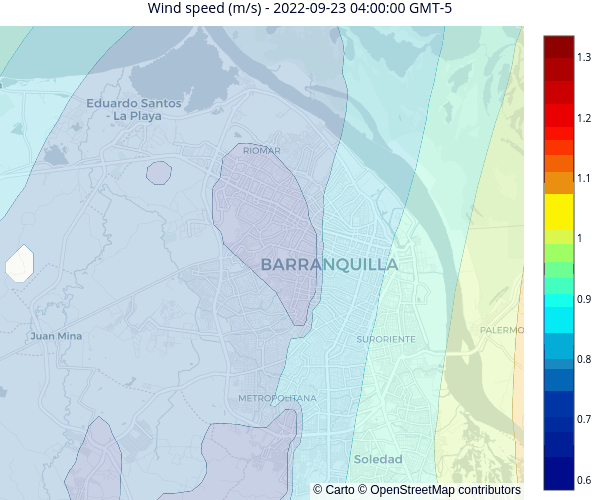 Wind speed (m/s) - 2022-09-23 04:00:00 GMT-5
Eduardo Santos
- La Playa
RIOMAR
BARRANQUILLA
Juan Mina
SURORIENTE
PALERMO
METROPOLITANA
Soledad
© Carto © OpenStreetMap contributors
1.3
1.2
1.1
1
0.9
0.8
0.7
0.6